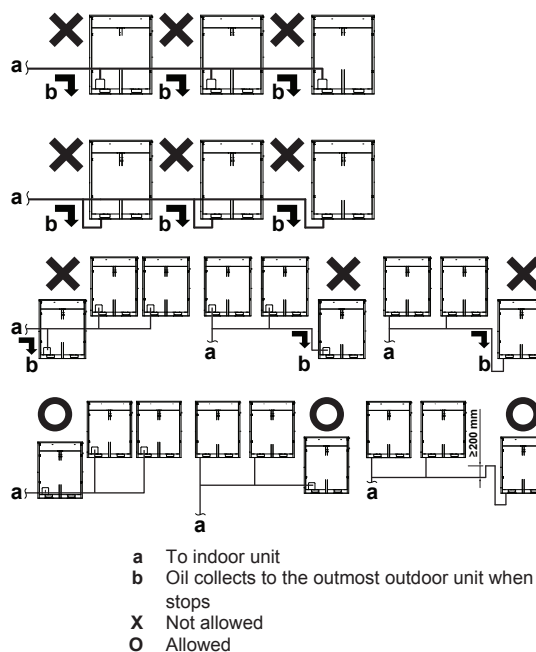 a
b b b
a
b b b
a
b a b a b
≥200 mm
a a
a
a To indoor unit
b Oil collects to the outmost outdoor unit when
stops
X Not allowed
O Allowed